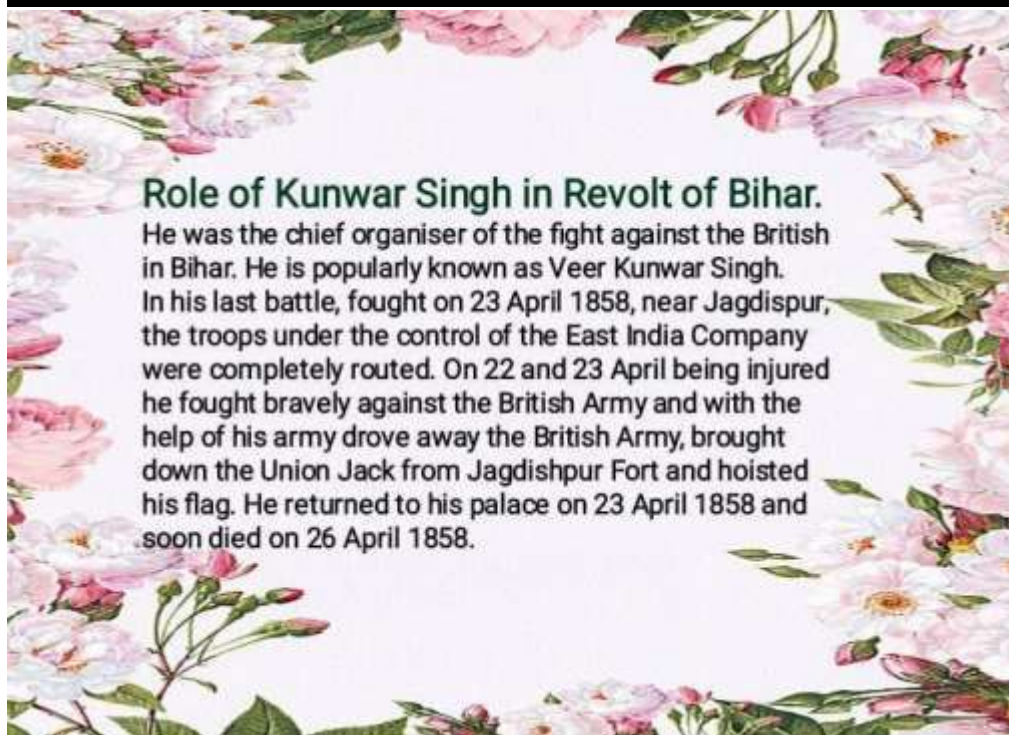 Role of Kunwar Singh in Revolt of Bihar.
He was the chief organiser of the fight against the British
in Bihar. He is popularly known as Veer Kunwar Singh.
In his last battle, fought on 23 April 1858, near Jagdispur,
the troops under the control of the East India Company
were completely routed. On 22 and 23 April being injured
he fought bravely against the British Army and with the
help of his army drove away the British Army, brought
down the Union Jack from Jagdishpur Fort and hoisted
his flag. He returned to his palace on 23 April 1858 and
.soon died on 26 April 1858.